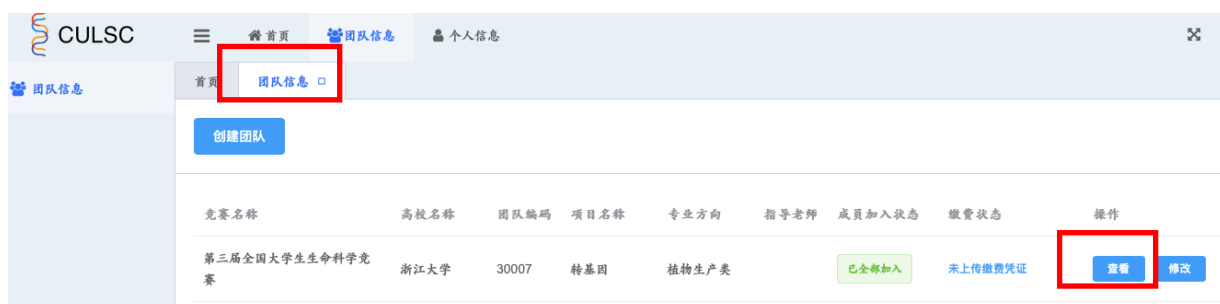 CULSC
首页 团队信息 个人信息
团队信息
首页 团队信息
创建团队
竞赛名称 高校名称 团队编码 项目名称 专业方向 指导老师 成员加入状态 缴费状态 操作
第三届全国大学生生命科学竞
赛
浙江大学 30007 转基因 植物生产类 已全部加入 未上传缴费凭证 查看 修改